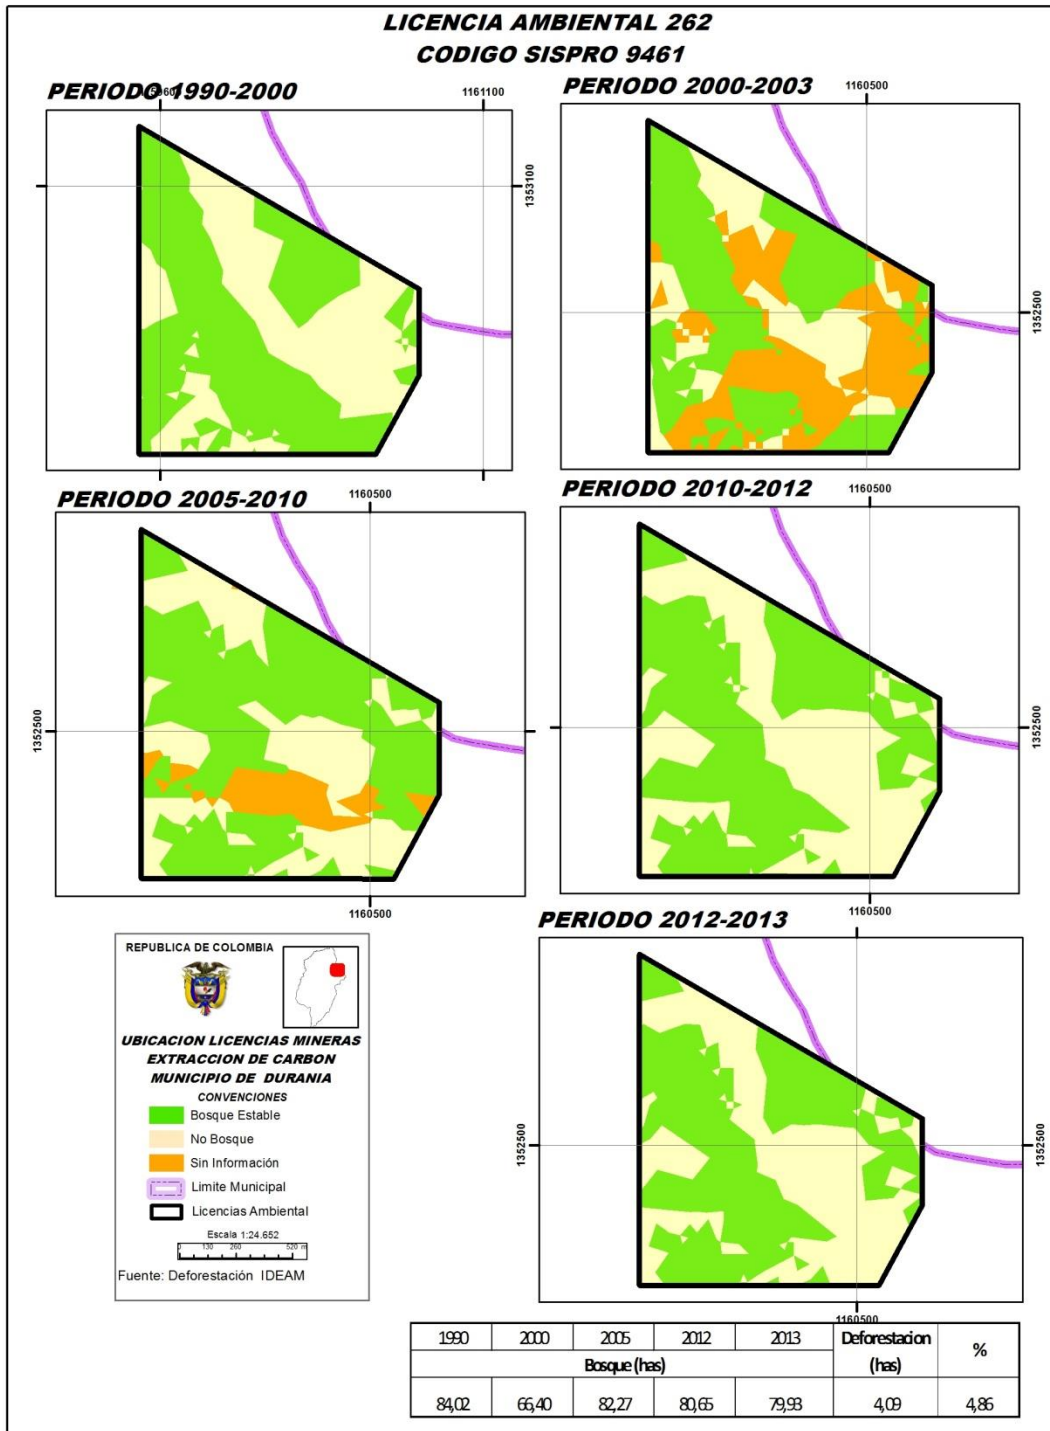 LICENCIA AMBIENTAL 262
CODIGO SISPRO 9461
PERIODO 1990-2000
1161100
1353100
PERIODO 2000-2003
1160500
1352500
PERIODO 2005-2010
1160500
1352500
1160500
PERIODO 2010-2012
1160500
1352500
1160500
PERIODO 2012-2013
1352500
1352500
1160500
REPUBLICA DE COLOMBIA
UBICACION LICENCIAS MINERAS
EXTRACCION DE CARBON
MUNICIPIO DE DURANIA
CONVENCIONES
Bosque Estable
No Bosque
Sin Información
Limite Municipal
Licencias Ambiental
Escala 1:24.652
0 130 260 520 m
Fuente: Deforestación IDEAM
1990 2000 2005 2012 2013 Deforestacion (has) %
Bosque (has)
84,02 66,40 82,27 80,65 79,93 4,09 4,86